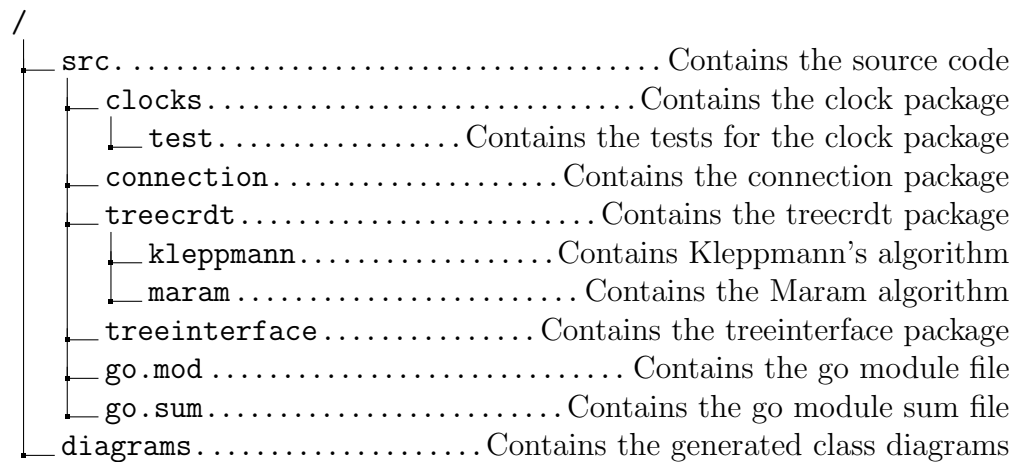 /
src......................................Contains the source code
clocks...............................Contains the clock package
test..................Contains the tests for the clock package
connection.....................Contains the connection package
treecrdt..........................Contains the treecrdt package
kleppmann...................Contains Kleppmann's algorithm
maram.........................Contains the Maram algorithm
treeinterface................Contains the treeinterface package
go.mod..............................Contains the go module file
go.sum..........................Contains the go module sum file
diagrams.....................Contains the generated class diagrams